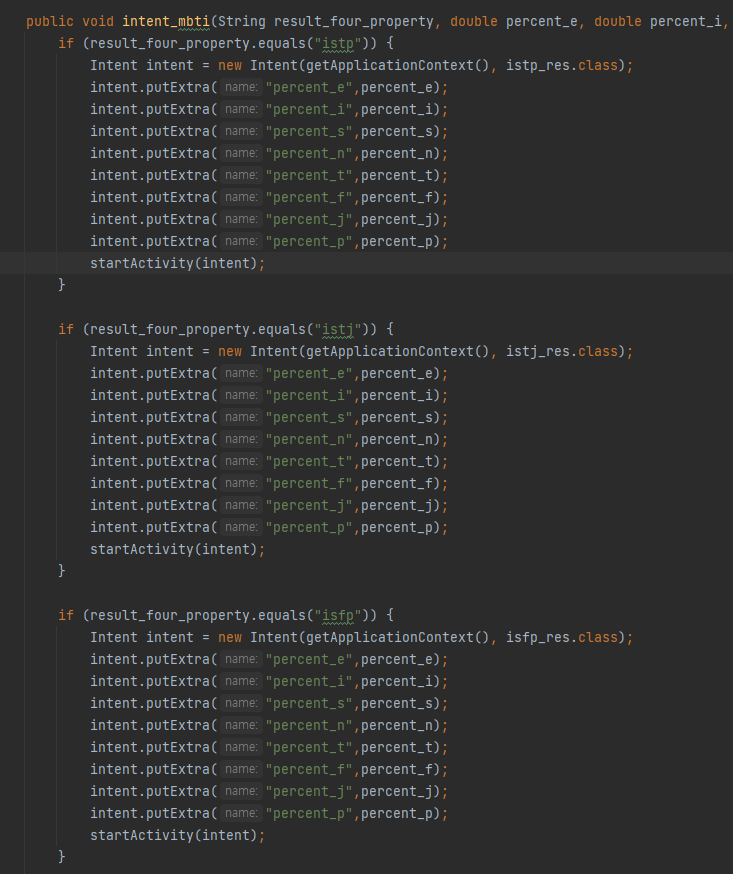 public void intent_mbti(String result_four_property, double percent_e, double percent_i,
if (result_four_property.equals("istp")) {
Intent intent = new Intent(getApplicationContext(), istp_res.class);
intent.putExtra( name: "percent_e",percent_e);
intent.putExtra( name: "percent_i",percent_i);
intent.putExtra( name: "percent_s",percent_s);
intent.putExtra( name: "percent_n",percent_n);
intent.putExtra( name: "percent_t",percent_t);
intent.putExtra( name: "percent_f",percent_f);
intent.putExtra( name: "percent_j",percent_j);
intent.putExtra( name: "percent_p",percent_p);
startActivity(intent);
}
if (result_four_property.equals("istj")) {
Intent intent = new Intent(getApplicationContext(), istj_res.class);
intent.putExtra( name: "percent_e",percent_e);
intent.putExtra( name: "percent_i",percent_i);
intent.putExtra( name: "percent_s",percent_s);
intent.putExtra( name: "percent_n",percent_n);
intent.putExtra( name: "percent_t",percent_t);
intent.putExtra( name: "percent_f",percent_f);
intent.putExtra( name: "percent_j",percent_j);
intent.putExtra( name: "percent_p",percent_p);
startActivity(intent);
}
if (result_four_property.equals("isfp")) {
Intent intent = new Intent(getApplicationContext(), isfp_res.class);
intent.putExtra( name: "percent_e",percent_e);
intent.putExtra( name: "percent_i",percent_i);
intent.putExtra( name: "percent_s",percent_s);
intent.putExtra( name: "percent_n",percent_n);
intent.putExtra( name: "percent_t",percent_t);
intent.putExtra( name: "percent_f",percent_f);
intent.putExtra( name: "percent_j",percent_j);
intent.putExtra( name: "percent_p",percent_p);
startActivity(intent);
}